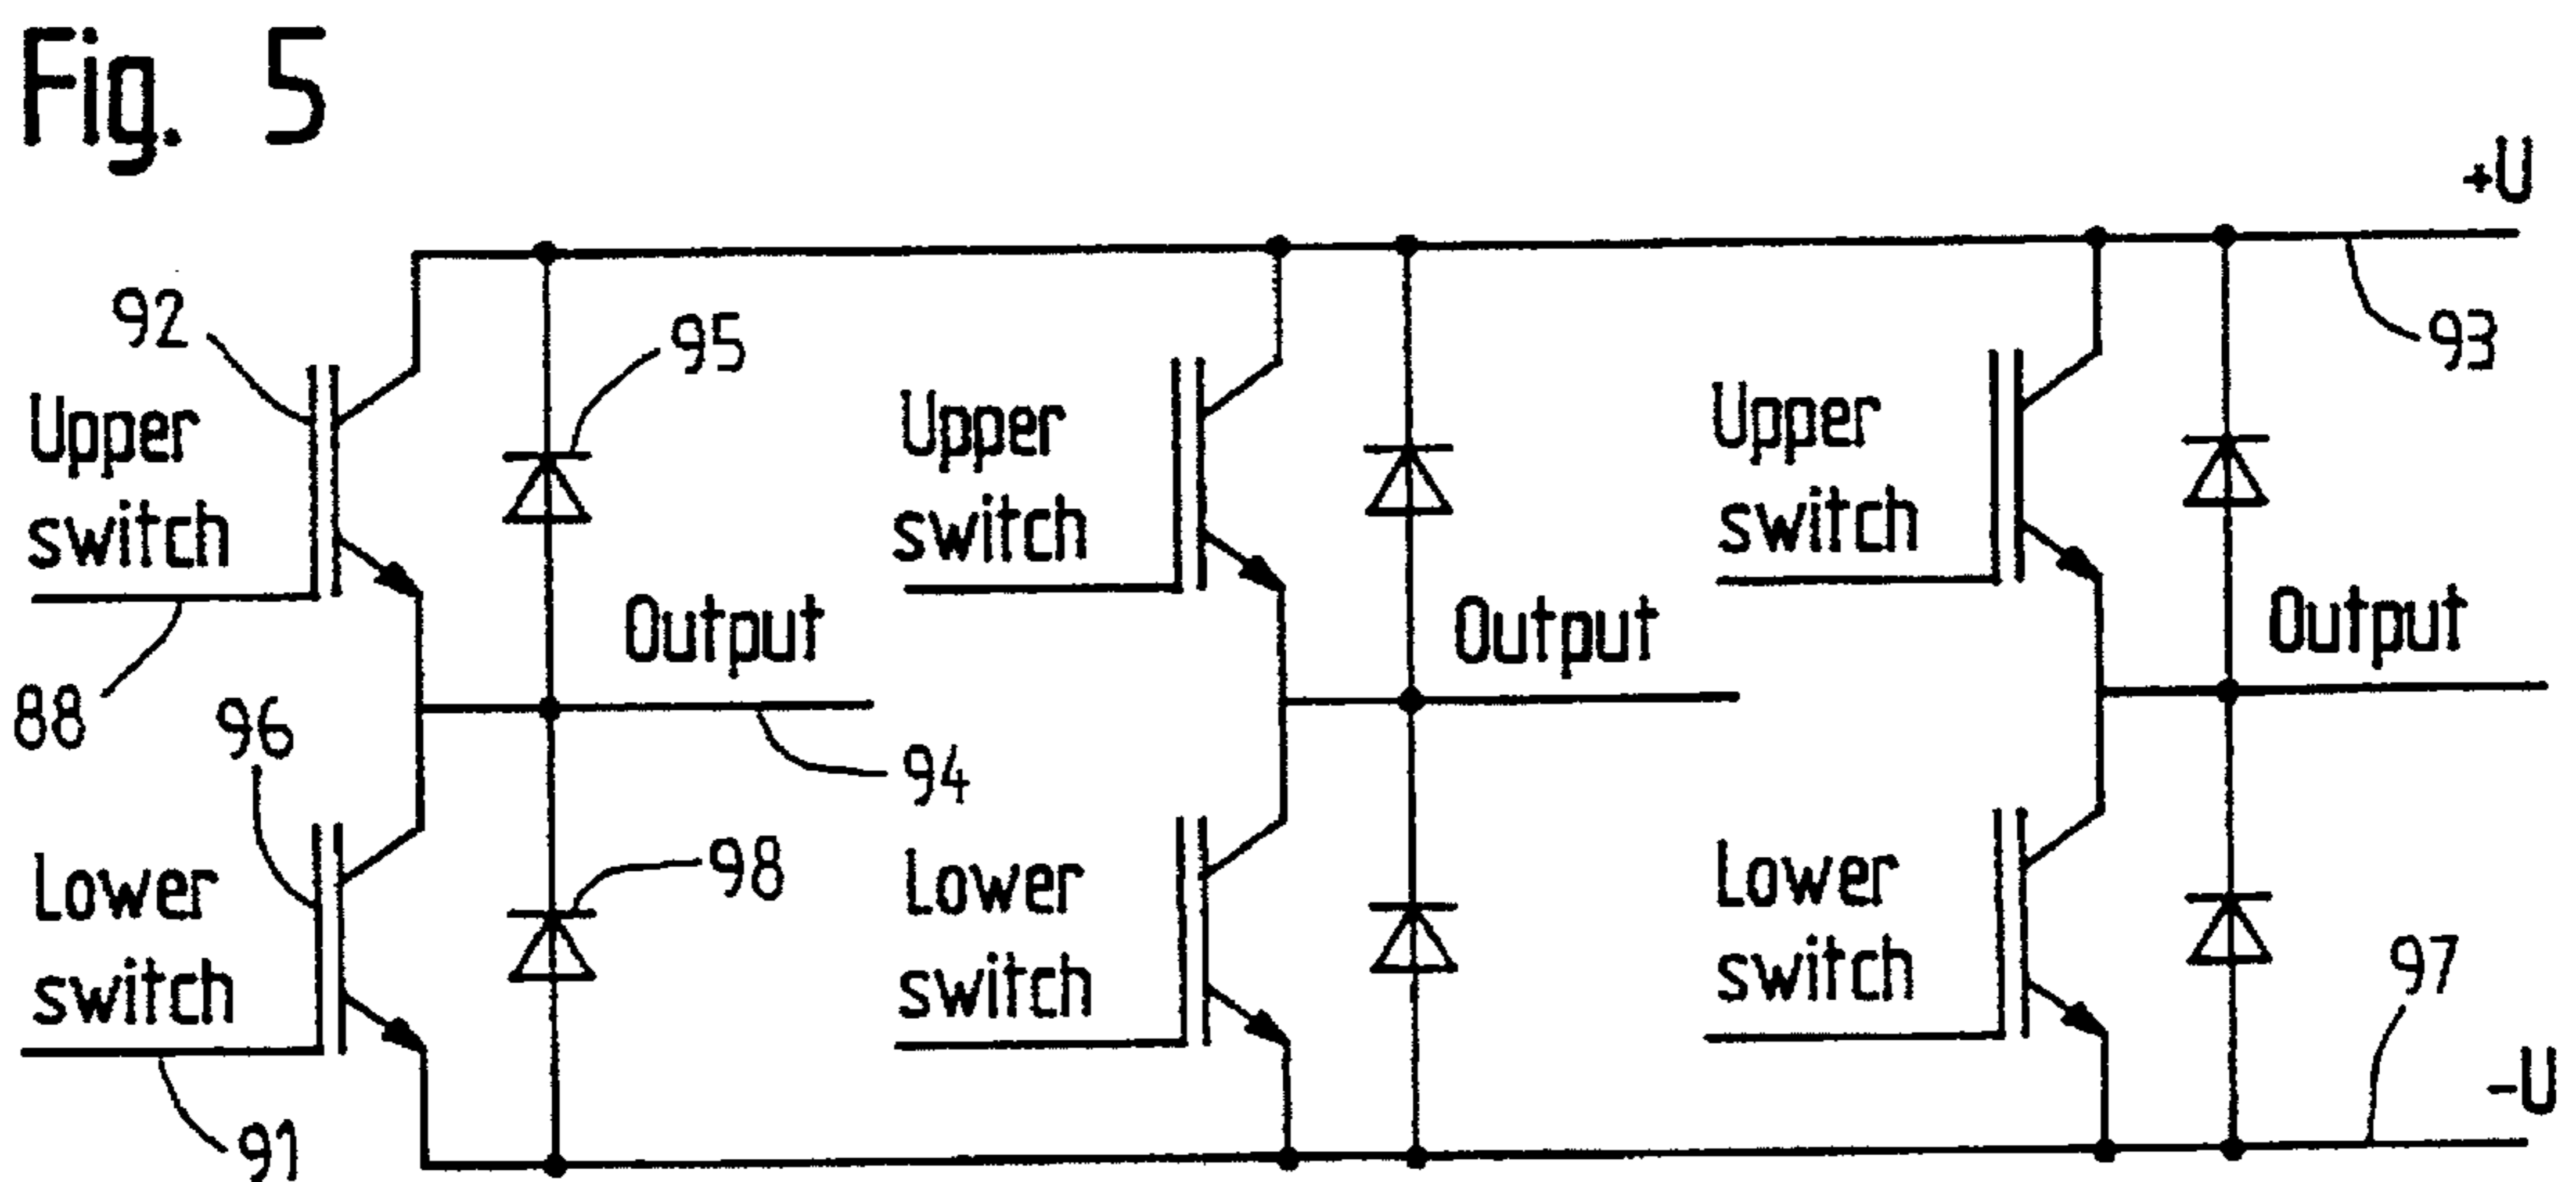 Fig. 5
+U
92
95
93
Upper
switch
Upper
switch
Upper
switch
Output
Output
Output
88
96
94
98
Lower
switch
Lower
switch
Lower
switch
97
-U
91